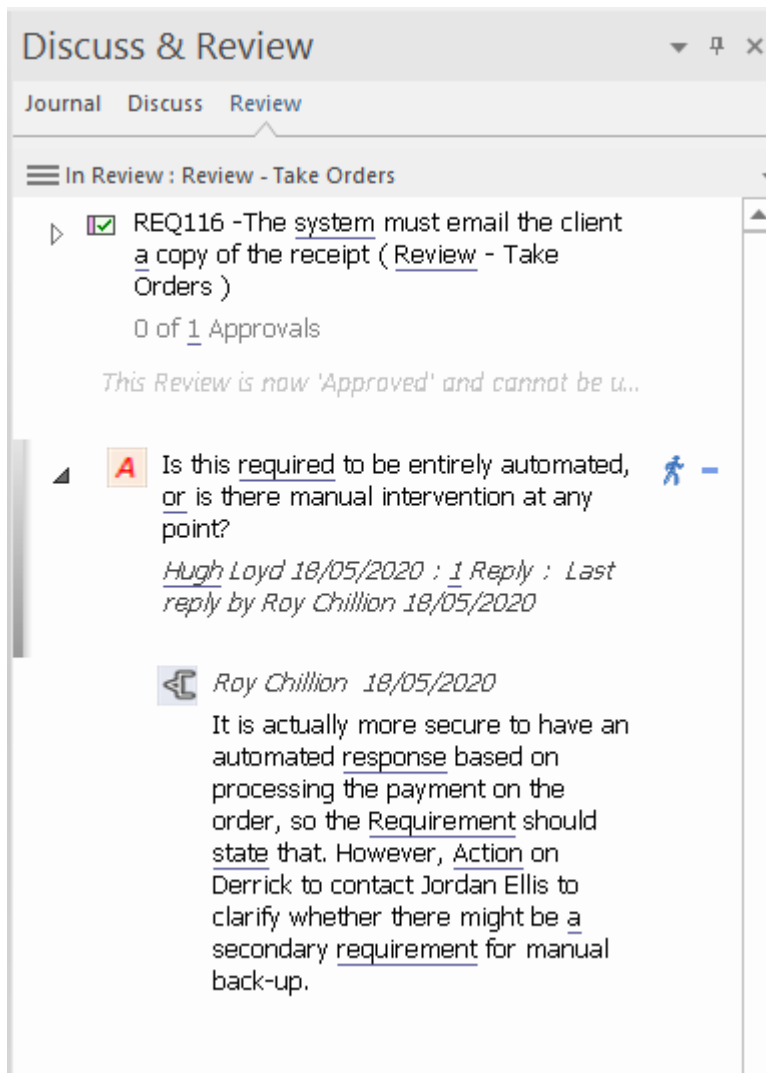 Discuss & Review
Journal Discuss Review
In Review : Review - Take Orders
REQ116 -The system must email the client
a copy of the receipt ( Review - Take
Orders )
0 of 1 Approvals
This Review is now 'Approved' and cannot be u...
A Is this required to be entirely automated,
or is there manual intervention at any
point?
Hugh Loyd 18/05/2020 ; 1 Reply ; Last
reply by Roy Chillion 18/05/2020
Roy Chillion 18/05/2020
It is actually more secure to have an
automated response based on
processing the payment on the
order, so the Requirement should
state that. However, Action on
Derrick to contact Jordan Ellis to
clarify whether there might be a
secondary requirement for manual
back-up.